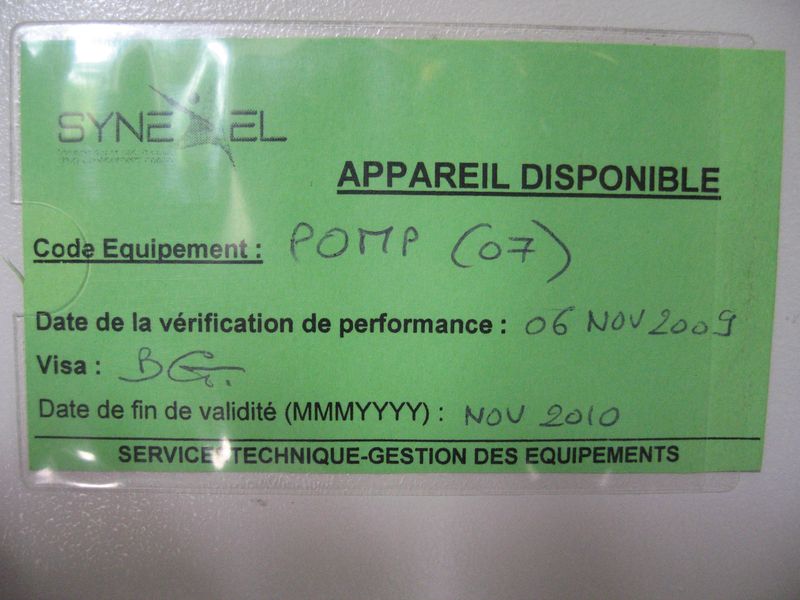 SYNEXEL
APPAREIL DISPONIBLE
Code Equipement : POMP (07)
Date de la vérification de performance : 06 NOV 2009
Visa : BG.
Date de fin de validité (MMMYYYY) : NOV 2010
SERVICE TECHNIQUE-GESTION DES EQUIPEMENTS